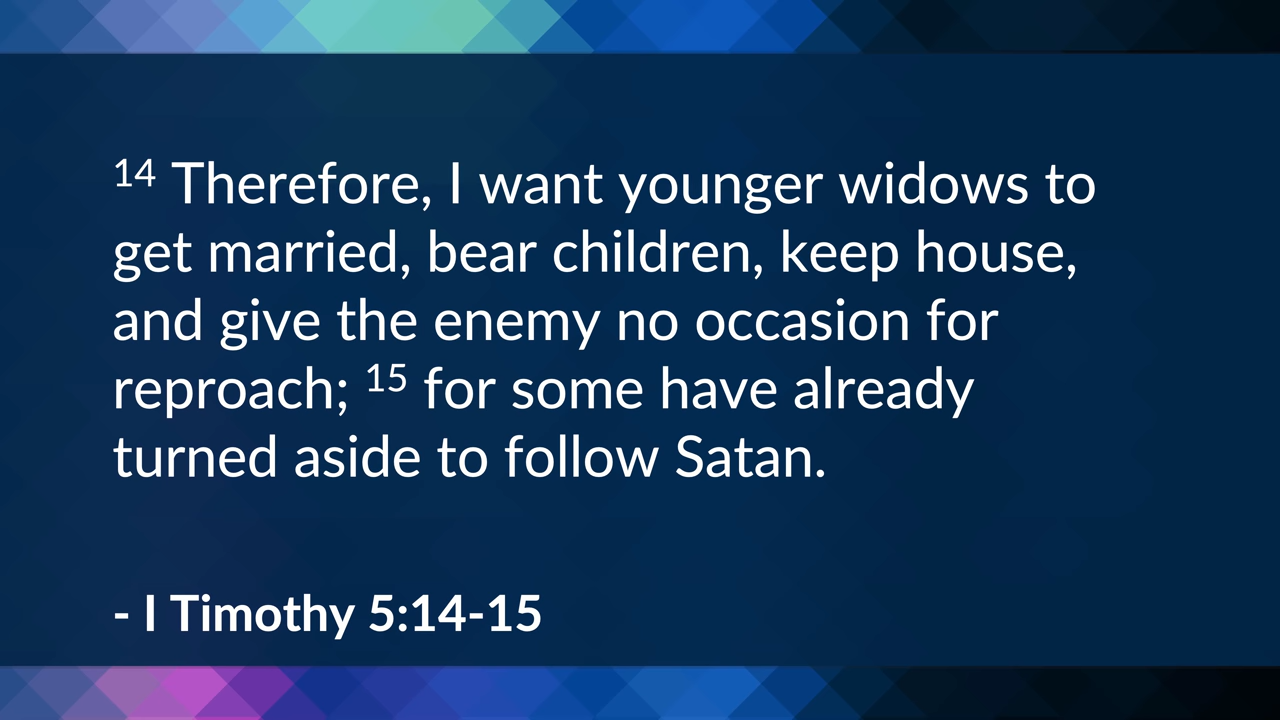 14 Therefore, I want younger widows to
get married, bear children, keep house,
and give the enemy no occasion for
reproach; 15 for some have already
turned aside to follow Satan.
- I Timothy 5:14-15